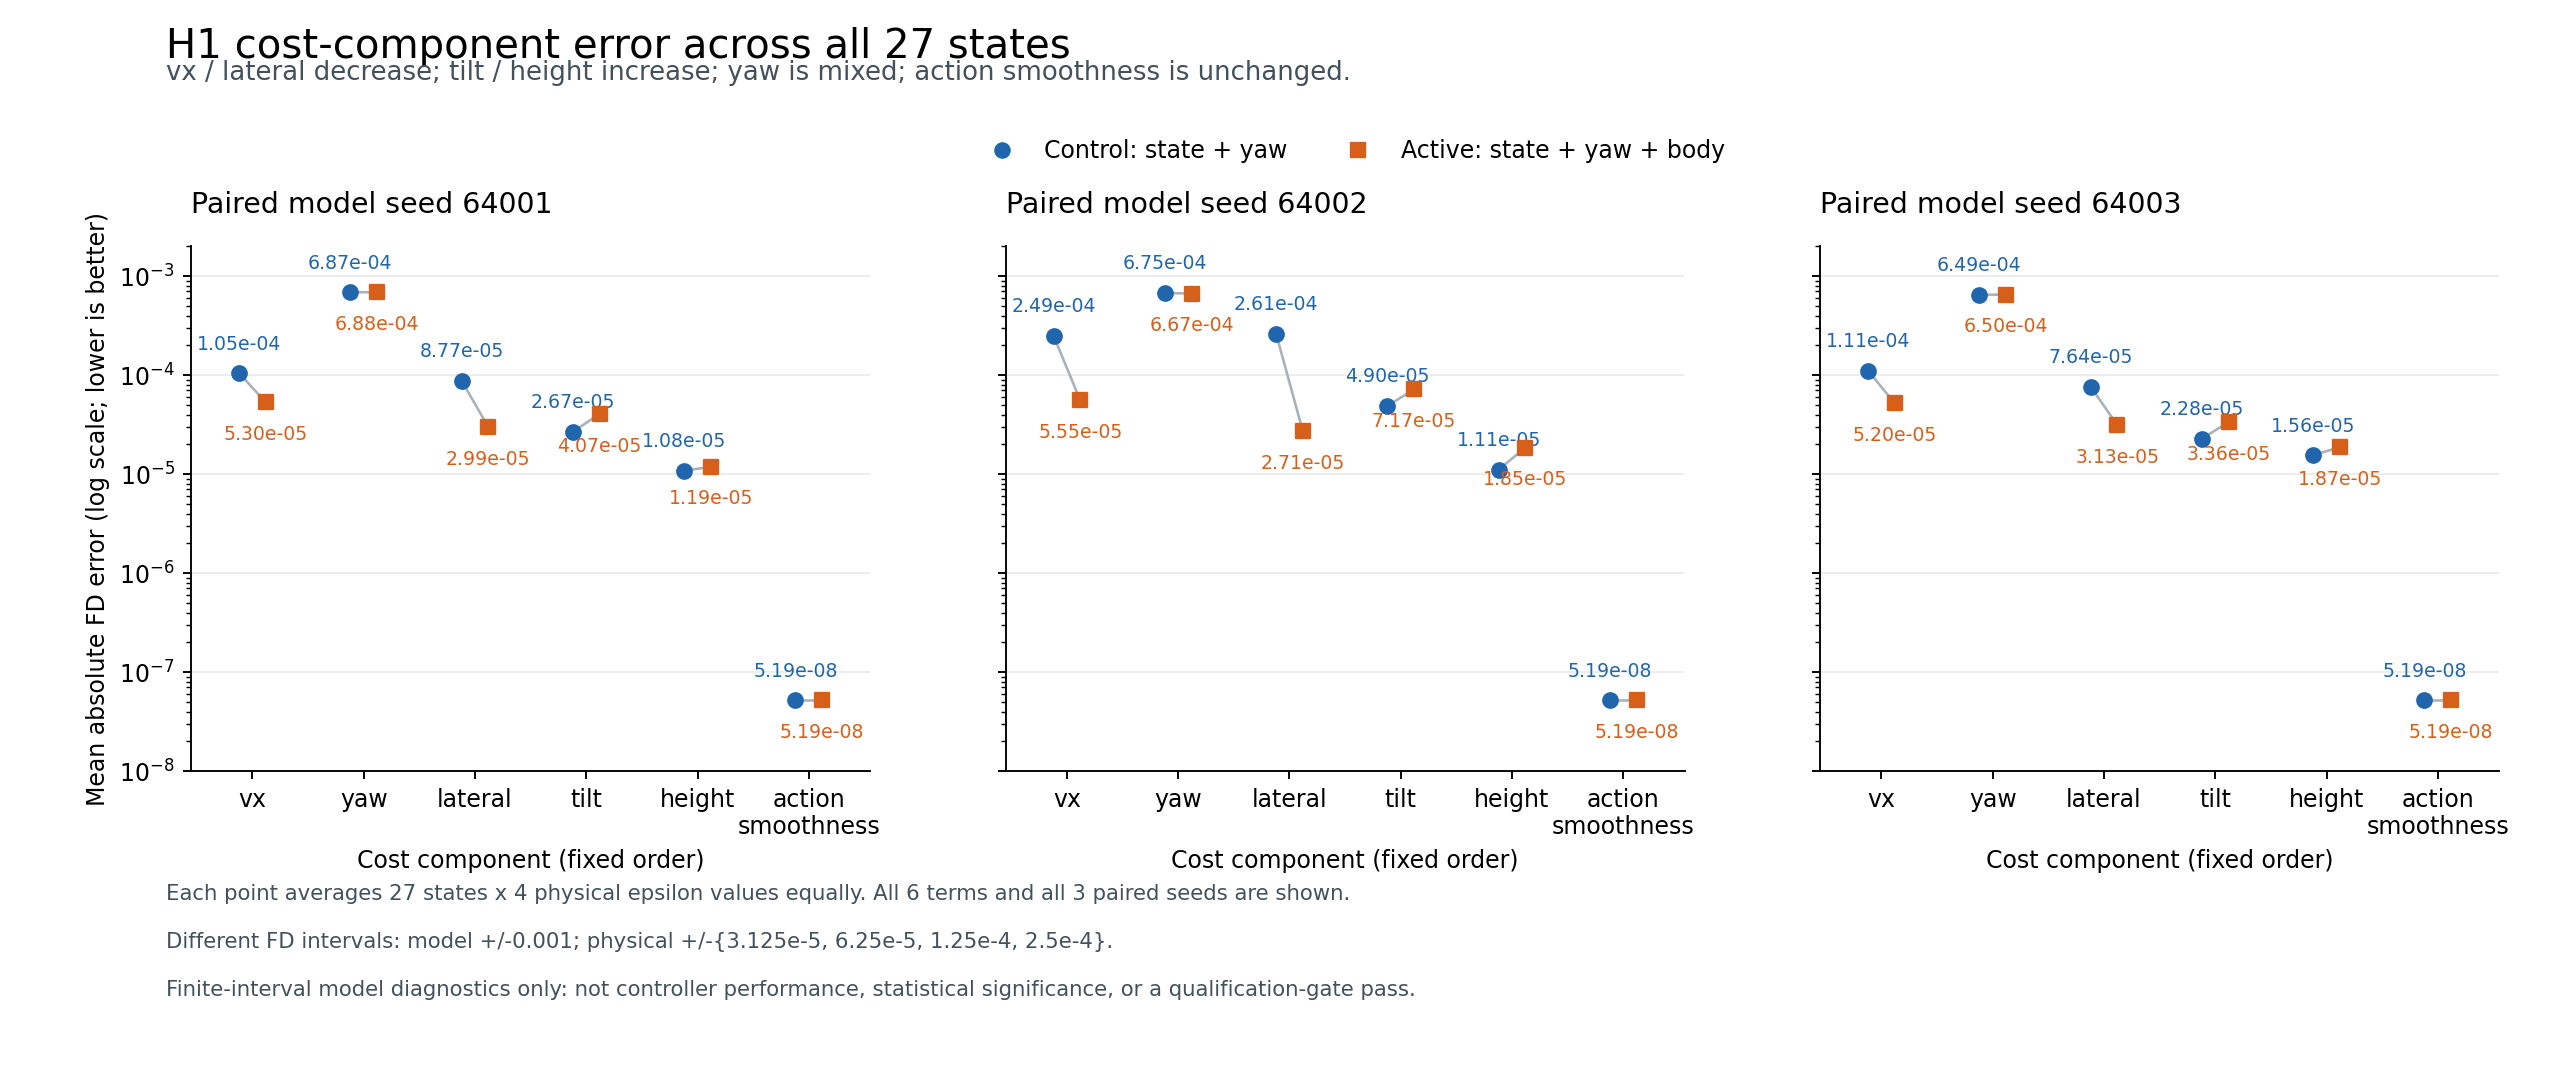 H1 cost-component error across all 27 states
vx / lateral decrease; tilt / height increase; yaw is mixed; action smoothness is unchanged.
Control: state + yaw
Active: state + yaw + body
Paired model seed 64001
Paired model seed 64002
Paired model seed 64003
Mean absolute FD error (log scale; lower is better)
10⁻³
10⁻⁴
10⁻⁵
10⁻⁶
10⁻⁷
10⁻⁸
1.05e-04
5.30e-05
6.87e-04
6.88e-04
8.77e-05
2.99e-05
2.67e-05
4.07e-05
1.08e-05
1.19e-05
5.19e-08
5.19e-08
vx
yaw
lateral
tilt
height
action
smoothness
Cost component (fixed order)
2.49e-04
5.55e-05
6.75e-04
6.67e-04
2.61e-04
2.71e-05
4.90e-05
7.17e-05
1.11e-05
1.85e-05
5.19e-08
5.19e-08
vx
yaw
lateral
tilt
height
action
smoothness
Cost component (fixed order)
1.11e-04
5.20e-05
6.49e-04
6.50e-04
7.64e-05
3.13e-05
2.28e-05
3.36e-05
1.56e-05
1.87e-05
5.19e-08
5.19e-08
vx
yaw
lateral
tilt
height
action
smoothness
Cost component (fixed order)
Each point averages 27 states x 4 physical epsilon values equally. All 6 terms and all 3 paired seeds are shown.
Different FD intervals: model +/-0.001; physical +/-{3.125e-5, 6.25e-5, 1.25e-4, 2.5e-4}.
Finite-interval model diagnostics only: not controller performance, statistical significance, or a qualification-gate pass.